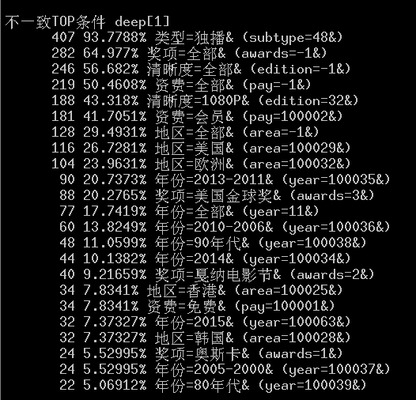 不一致TOP条件 deep[1]
407 93.7788% 类型=独播& (subtype=48&)
282 64.977% 奖项=全部& (awards=-1&)
246 56.682% 清晰度=全部& (edition=-1&)
219 50.4608% 资费=全部& (pay=-1&)
188 43.318% 清晰度=1080P& (edition=32&)
181 41.7051% 资费=会员& (pay=100002&)
128 29.4931% 地区=全部& (area=-1&)
116 26.7281% 地区=美国& (area=100029&)
104 23.9631% 地区=欧洲& (area=100032&)
90 20.7373% 年份=2013-2011& (year=100035&)
88 20.2765% 奖项=美国金球奖& (awards=3&)
77 17.7419% 年份=全部& (year=11&)
60 13.8249% 年份=2010-2006& (year=100036&)
48 11.0599% 年份=90年代& (year=100038&)
44 10.1382% 年份=2014& (year=100034&)
40 9.21659% 奖项=戛纳电影节& (awards=2&)
34 7.8341% 地区=香港& (area=100025&)
34 7.8341% 资费=免费& (pay=100001&)
32 7.37327% 年份=2015& (year=100063&)
32 7.37327% 地区=韩国& (area=100028&)
24 5.52995% 奖项=奥斯卡& (awards=1&)
24 5.52995% 年份=2005-2000& (year=100037&)
22 5.06912% 年份=80年代& (year=100039&)